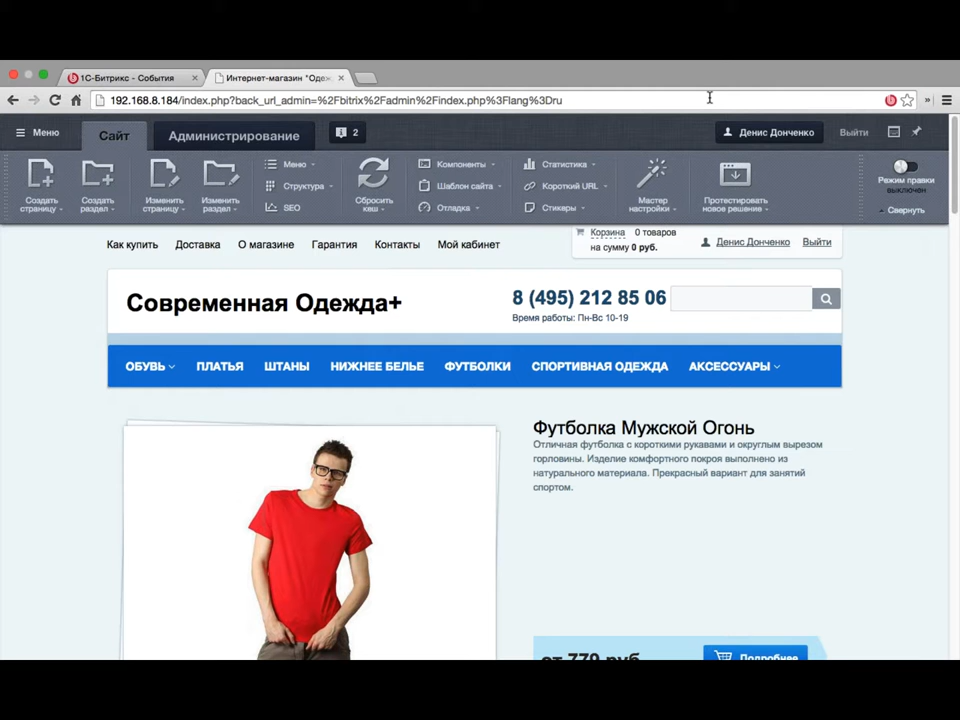 1С-Битрикс - События
Интернет-магазин "Одеж
192.168.8.184/index.php?back_url_admin=%2Fbitrix%2Fadmin%2Findex.php%3Flang%3Dru
Меню Сайт Администрирование 2 Денис Донченко Выйти
Создать страницу
Создать раздел
Изменить страницу
Изменить раздел
Меню
Структура
SEO
Сбросить кеш
Компоненты
Шаблон сайта
Отладка
Статистика
Короткий URL
Стикеры
Мастер настройки
Протестировать новое решение
Режим правки
выключен
Свернуть
Как купить Доставка О магазине Гарантия Контакты Мой кабинет
Корзина 0 товаров
на сумму 0 руб.
Денис Донченко Выйти
Современная Одежда+
8 (495) 212 85 06
Время работы: Пн-Вс 10-19
ОБУВЬ ПЛАТЬЯ ШТАНЫ НИЖНЕЕ БЕЛЬЕ ФУТБОЛКИ СПОРТИВНАЯ ОДЕЖДА АКСЕССУАРЫ
Футболка Мужской Огонь
Отличная футболка с короткими рукавами и округлым вырезом
горловины. Изделие комфортного покроя выполнено из
натурального материала. Прекрасный вариант для занятий
спортом.
от 779 руб.
Подробнее